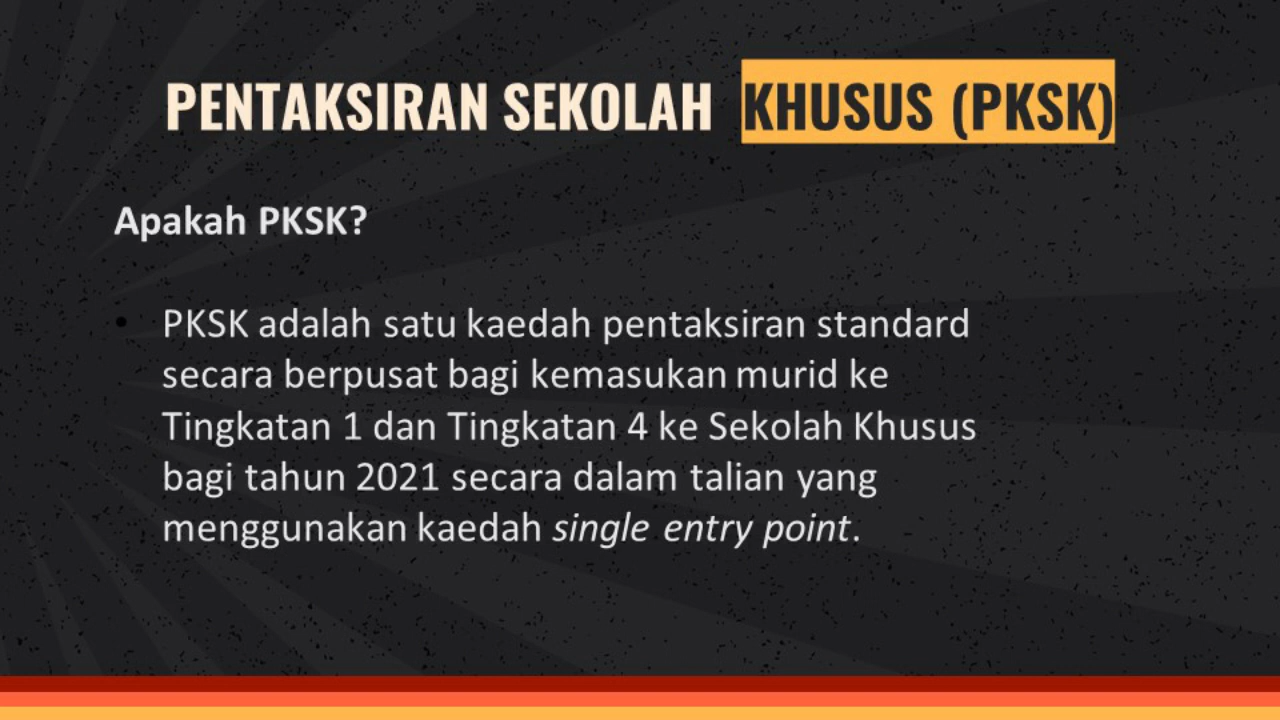 PENTAKSIRAN SEKOLAH KHUSUS (PKSK)
Apakah PKSK?
• PKSK adalah satu kaedah pentaksiran standard
secara berpusat bagi kemasukan murid ke
Tingkatan 1 dan Tingkatan 4 ke Sekolah Khusus
bagi tahun 2021 secara dalam talian yang
menggunakan kaedah single entry point.